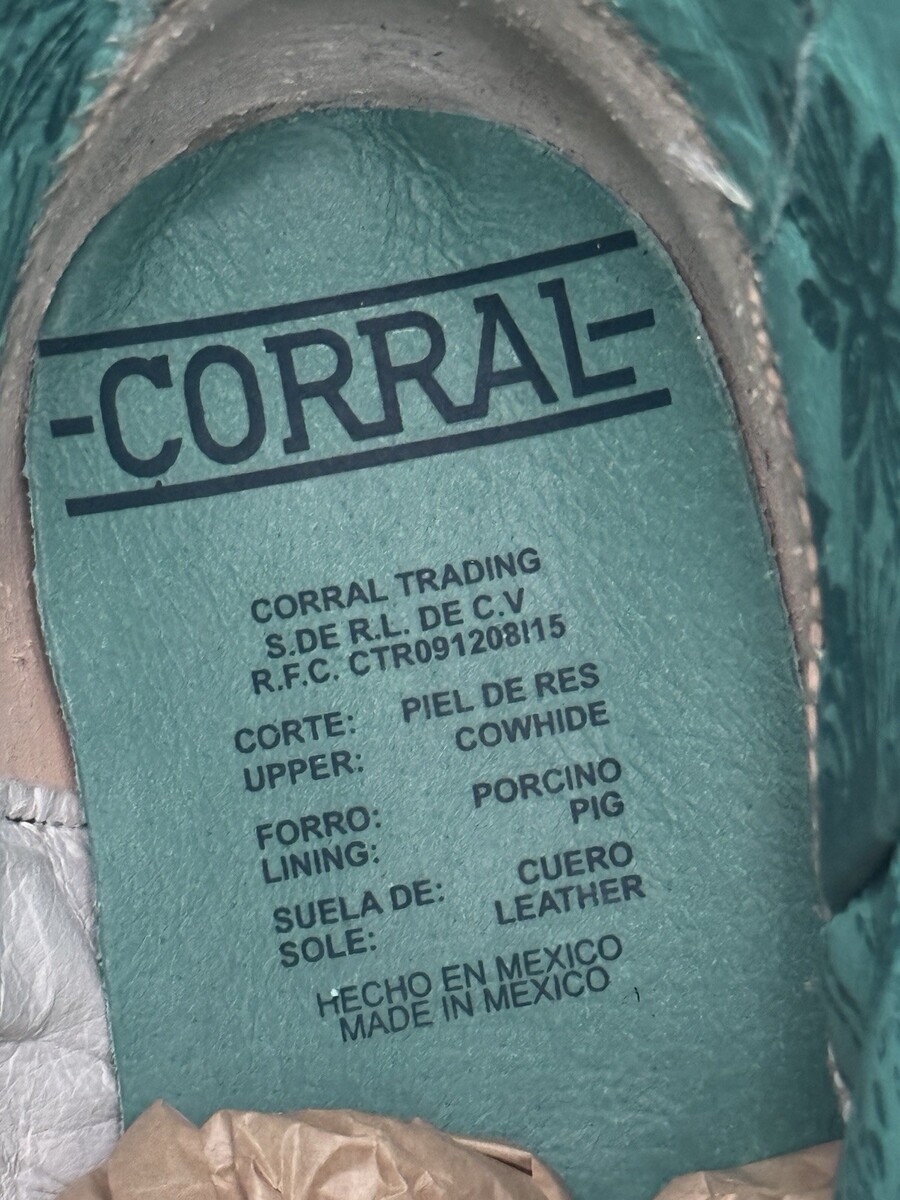 -CORRAL-
CORRAL TRADING
S.DE R.L. DE C.V
R.F.C. CTR091208I15
CORTE: PIEL DE RES
UPPER: COWHIDE
FORRO: PORCINO
LINING: PIG
SUELA DE: CUERO
SOLE: LEATHER
HECHO EN MEXICO
MADE IN MEXICO